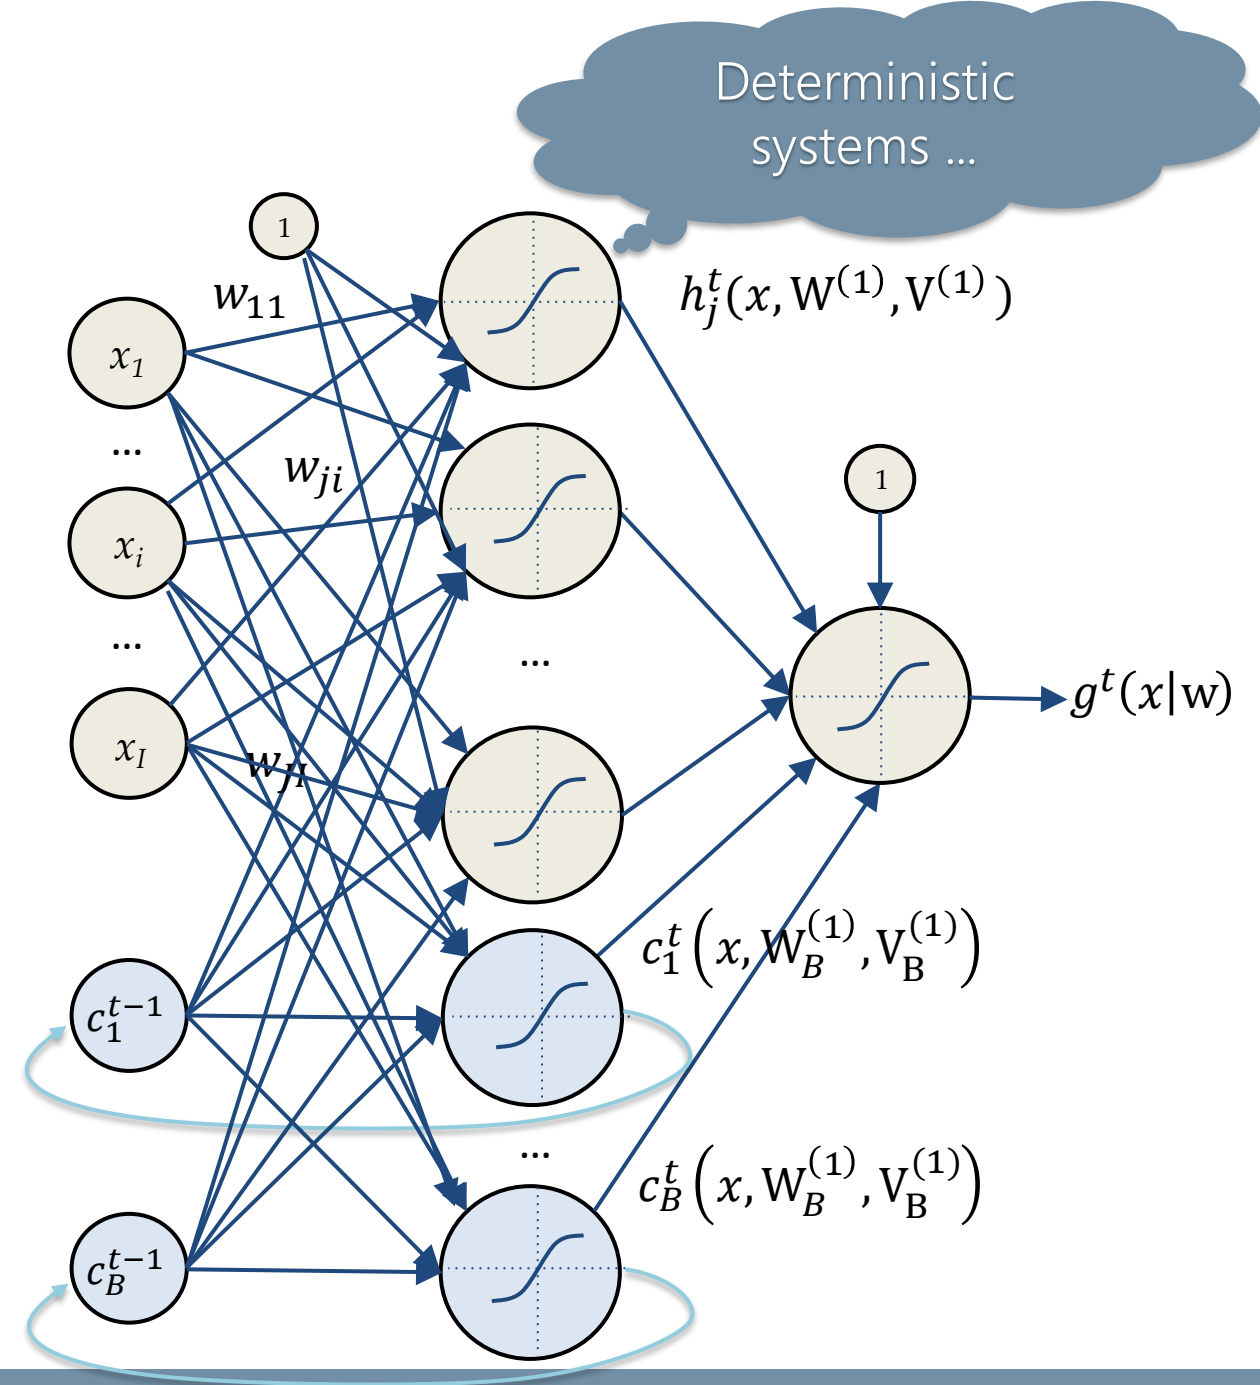 Deterministic
systems ...
1
w₁₁
h_j^t(x, W^(1), V^(1))
x₁
...
w_ji
1
x_i
...
...
g^t(x|w)
x_I
w_JI
c_1^t(x, W_B^(1), V_B^(1))
c_1^{t−1}
...
c_B^t(x, W_B^(1), V_B^(1))
c_B^{t−1}